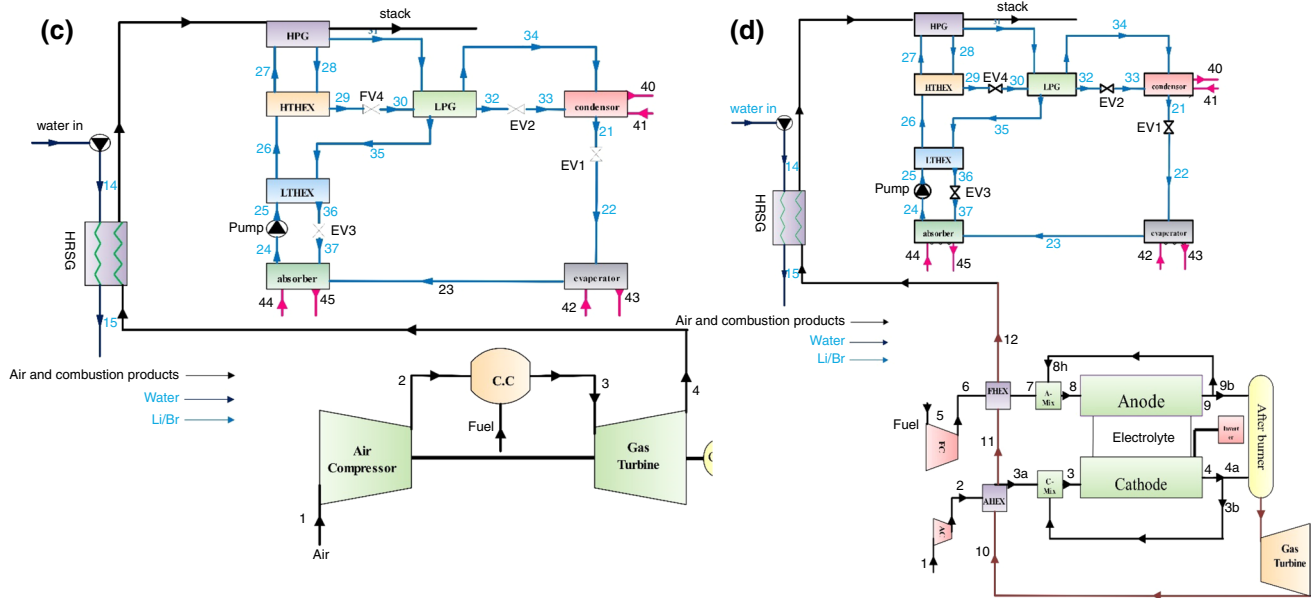 (c)
stack
HPG
31
34
27
28
29
FV4
30
HTHEX
LPG
32
33
EV2
condensor
40
41
21
EV1
water in
26
35
14
LTHEX
25
36
22
Pump
EV3
24
37
HRSG
absorber
23
evaporator
44
45
42
43
15
Air and combustion products
Water
Li/Br
2
C.C
3
4
Fuel
Air
Compressor
Gas
Turbine
1
Air
(d)
stack
HPG
34
27
28
29
EV4
30
HTHEX
LPG
32
33
EV2
condensor
40
41
21
EV1
water in
26
35
14
LTHEX
25
36
22
Pump
EV3
24
37
HRSG
absorber
23
evaporator
44
45
42
43
15
Air and combustion products
Water
Li/Br
12
8h
6
FHEX
7
A-
Mix
8
Anode
9b
9
Fuel
5
FC
11
Electrolyte
Invert
or
After burner
3a
2
AHEX
C-
Mix
3
Cathode
4
4a
3b
AC
1
10
Gas
Turbine